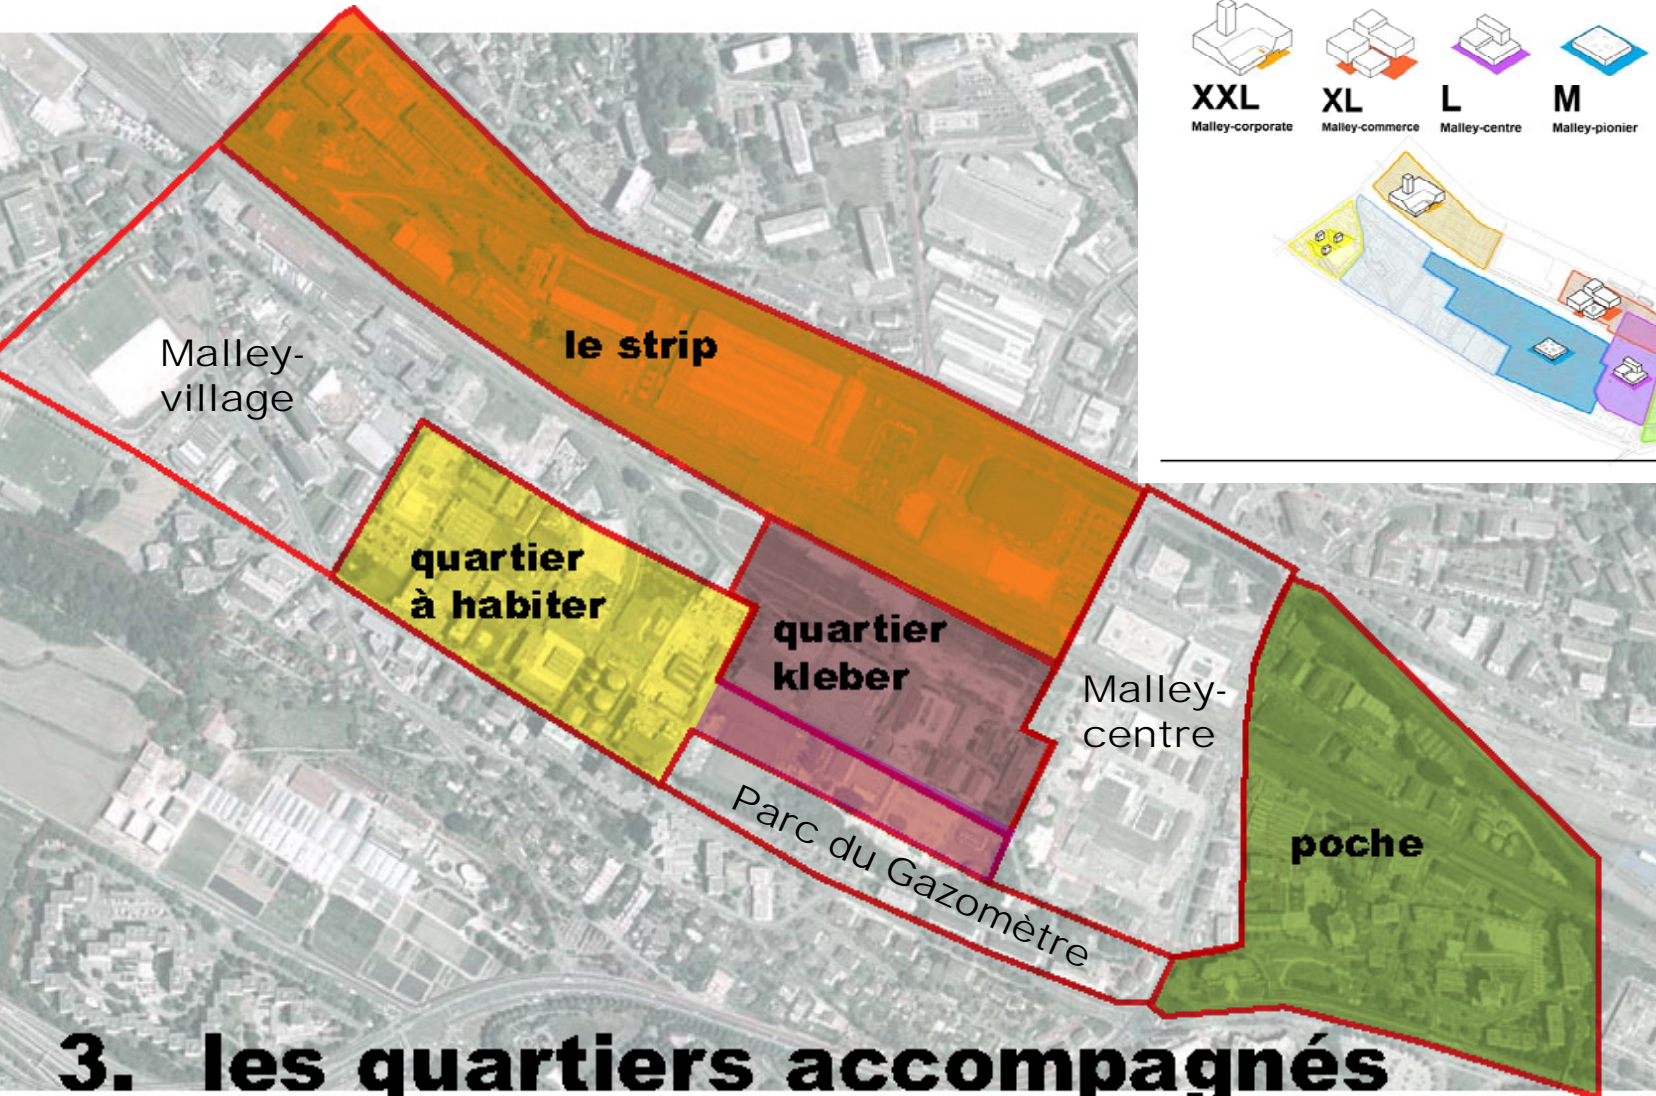 XXL
XL
L
M
Malley-corporate
Malley-commerce
Malley-centre
Malley-pionier
le strip
Malley-
village
quartier
à habiter
quartier
kleber
Malley-
centre
Parc du Gazomètre
poche
3. les quartiers accompagnés